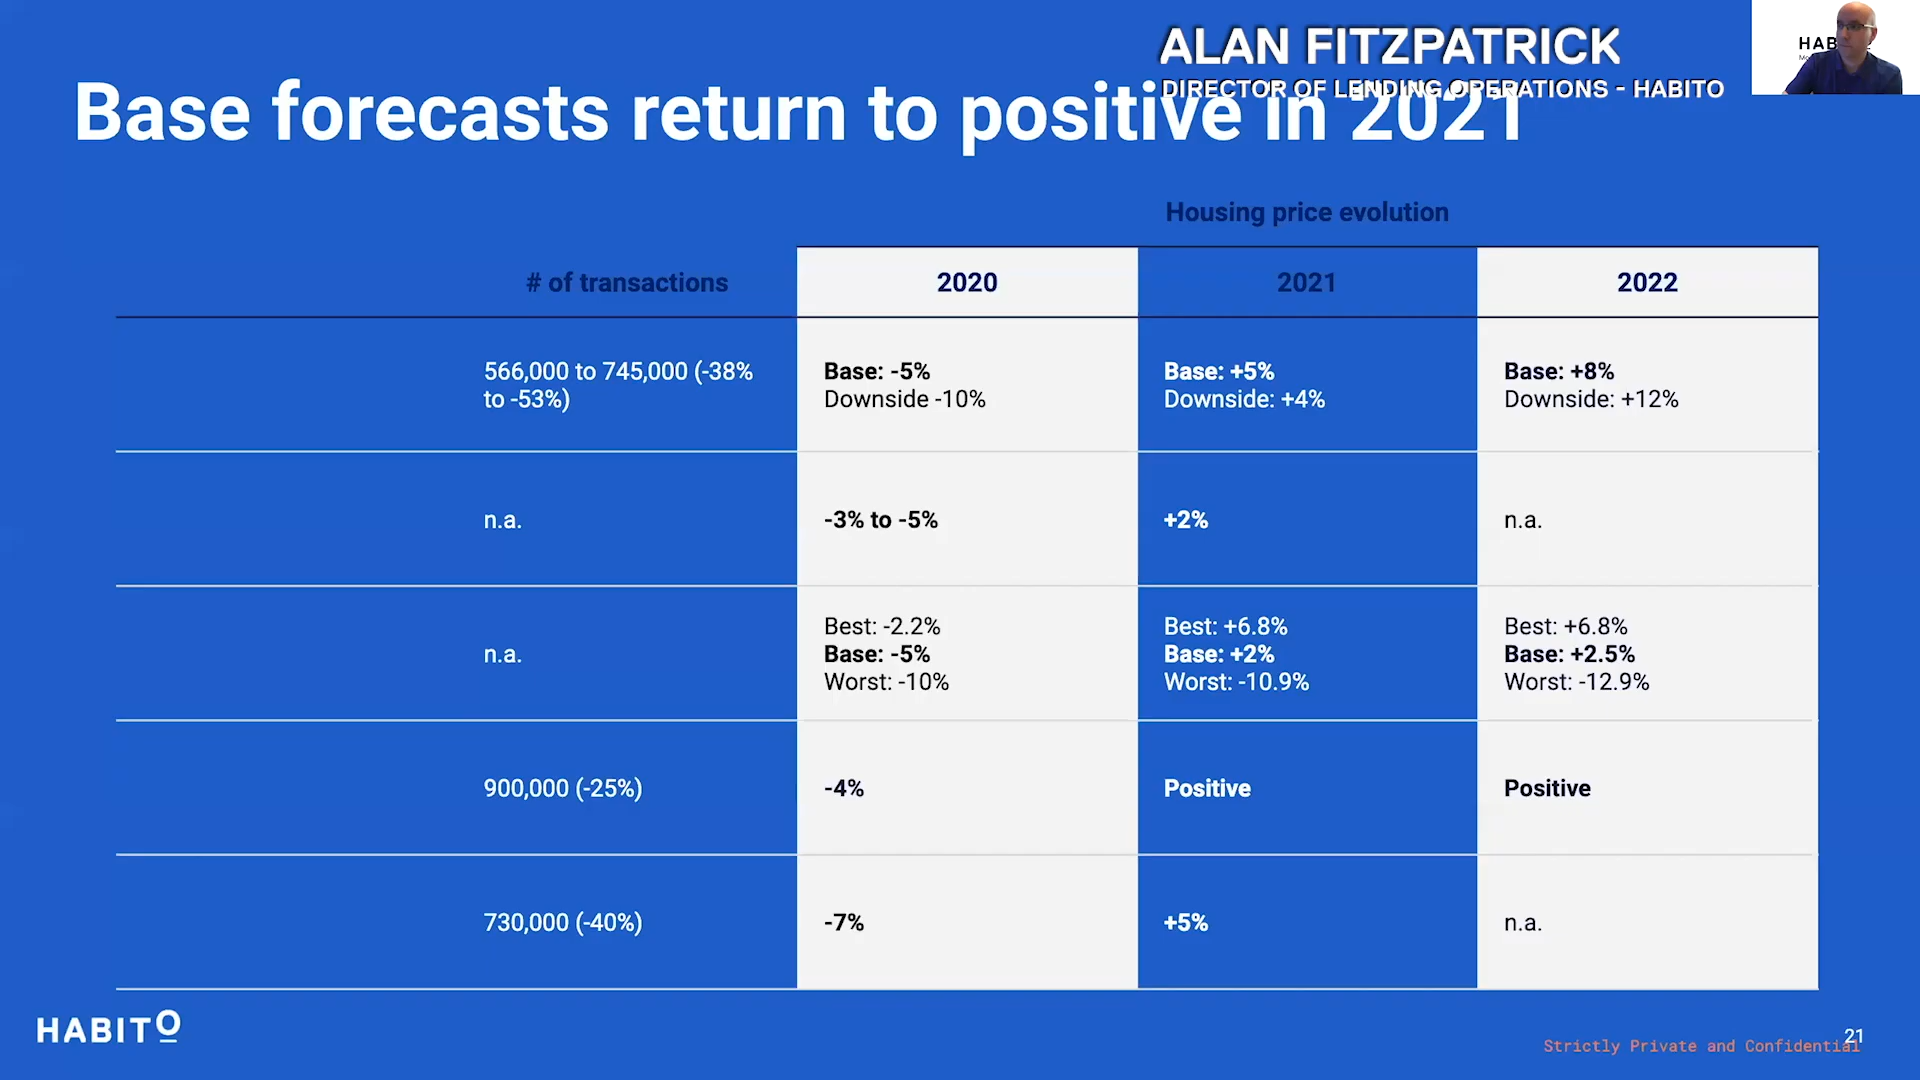 ALAN FITZPATRICK
DIRECTOR OF LENDING OPERATIONS - HABITO
Base forecasts return to positive in 2021
Housing price evolution
# of transactions 2020 2021 2022
566,000 to 745,000 (-38%
to -53%)
Base: -5%
Downside -10%
Base: +5%
Downside: +4%
Base: +8%
Downside: +12%
n.a. -3% to -5% +2% n.a.
n.a.
Best: -2.2%
Base: -5%
Worst: -10%
Best: +6.8%
Base: +2%
Worst: -10.9%
Best: +6.8%
Base: +2.5%
Worst: -12.9%
900,000 (-25%) -4% Positive Positive
730,000 (-40%) -7% +5% n.a.
HABITO
21
Strictly Private and Confidential